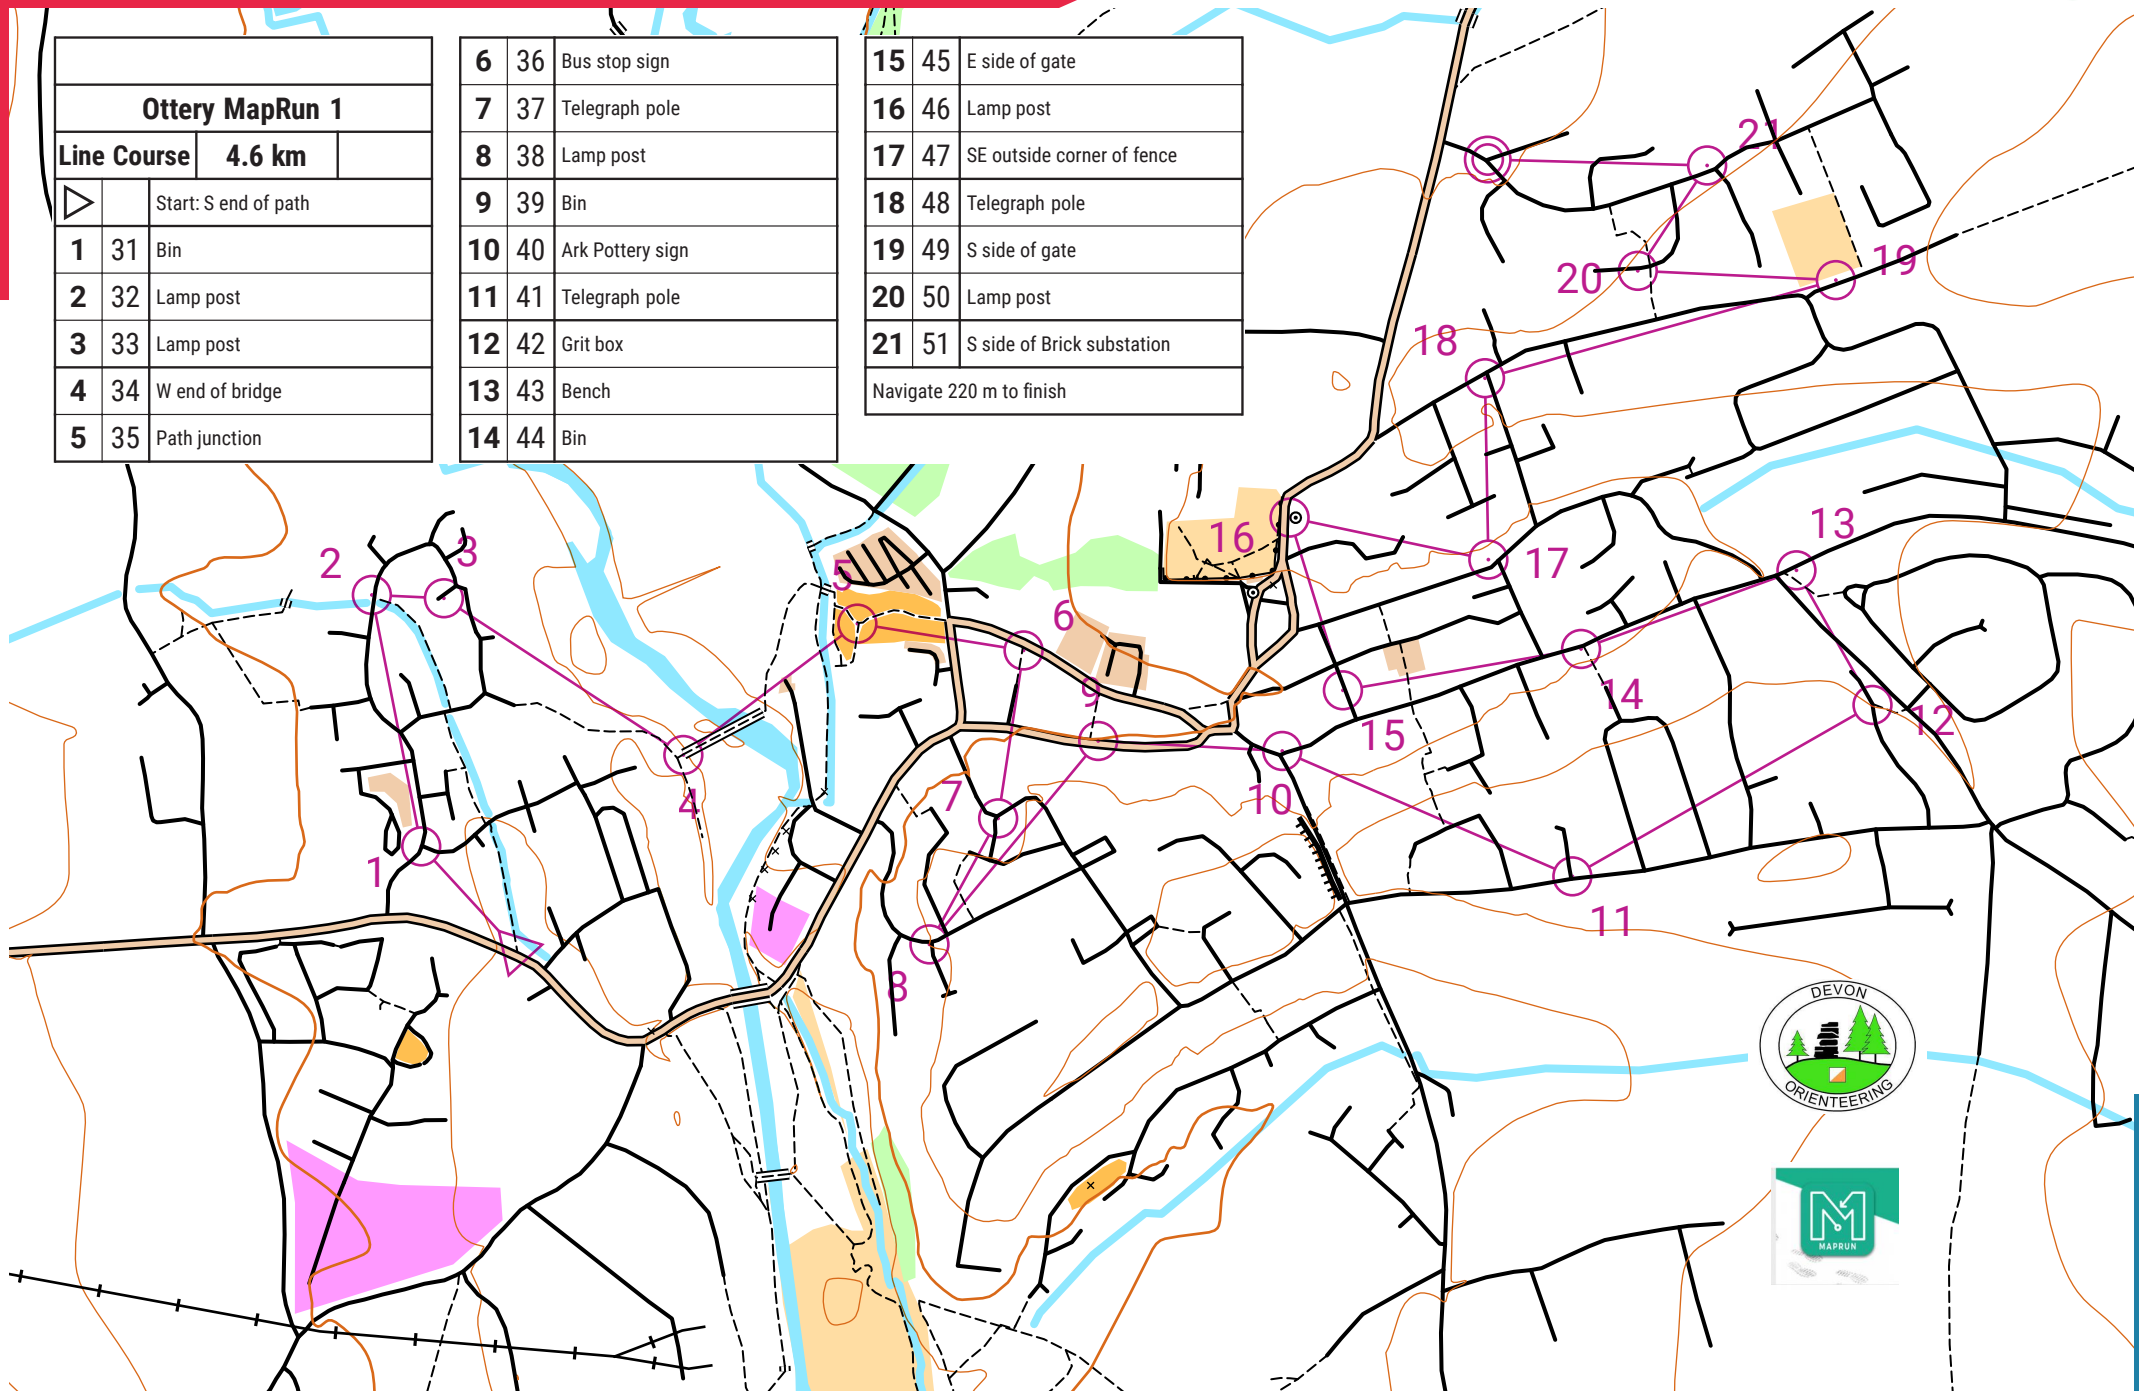 Ottery MapRun 1
Line Course 4.6 km
Start: S end of path
1 31 Bin
2 32 Lamp post
3 33 Lamp post
4 34 W end of bridge
5 35 Path junction
6 36 Bus stop sign
7 37 Telegraph pole
8 38 Lamp post
9 39 Bin
10 40 Ark Pottery sign
11 41 Telegraph pole
12 42 Grit box
13 43 Bench
14 44 Bin
15 45 E side of gate
16 46 Lamp post
17 47 SE outside corner of fence
18 48 Telegraph pole
19 49 S side of gate
20 50 Lamp post
21 51 S side of Brick substation
Navigate 220 m to finish
21
19
20
18
16
13
17
2
3
5
6
9
14
12
15
4
7
10
1
11
8
DEVON
ORIENTEERING
MAPRUN